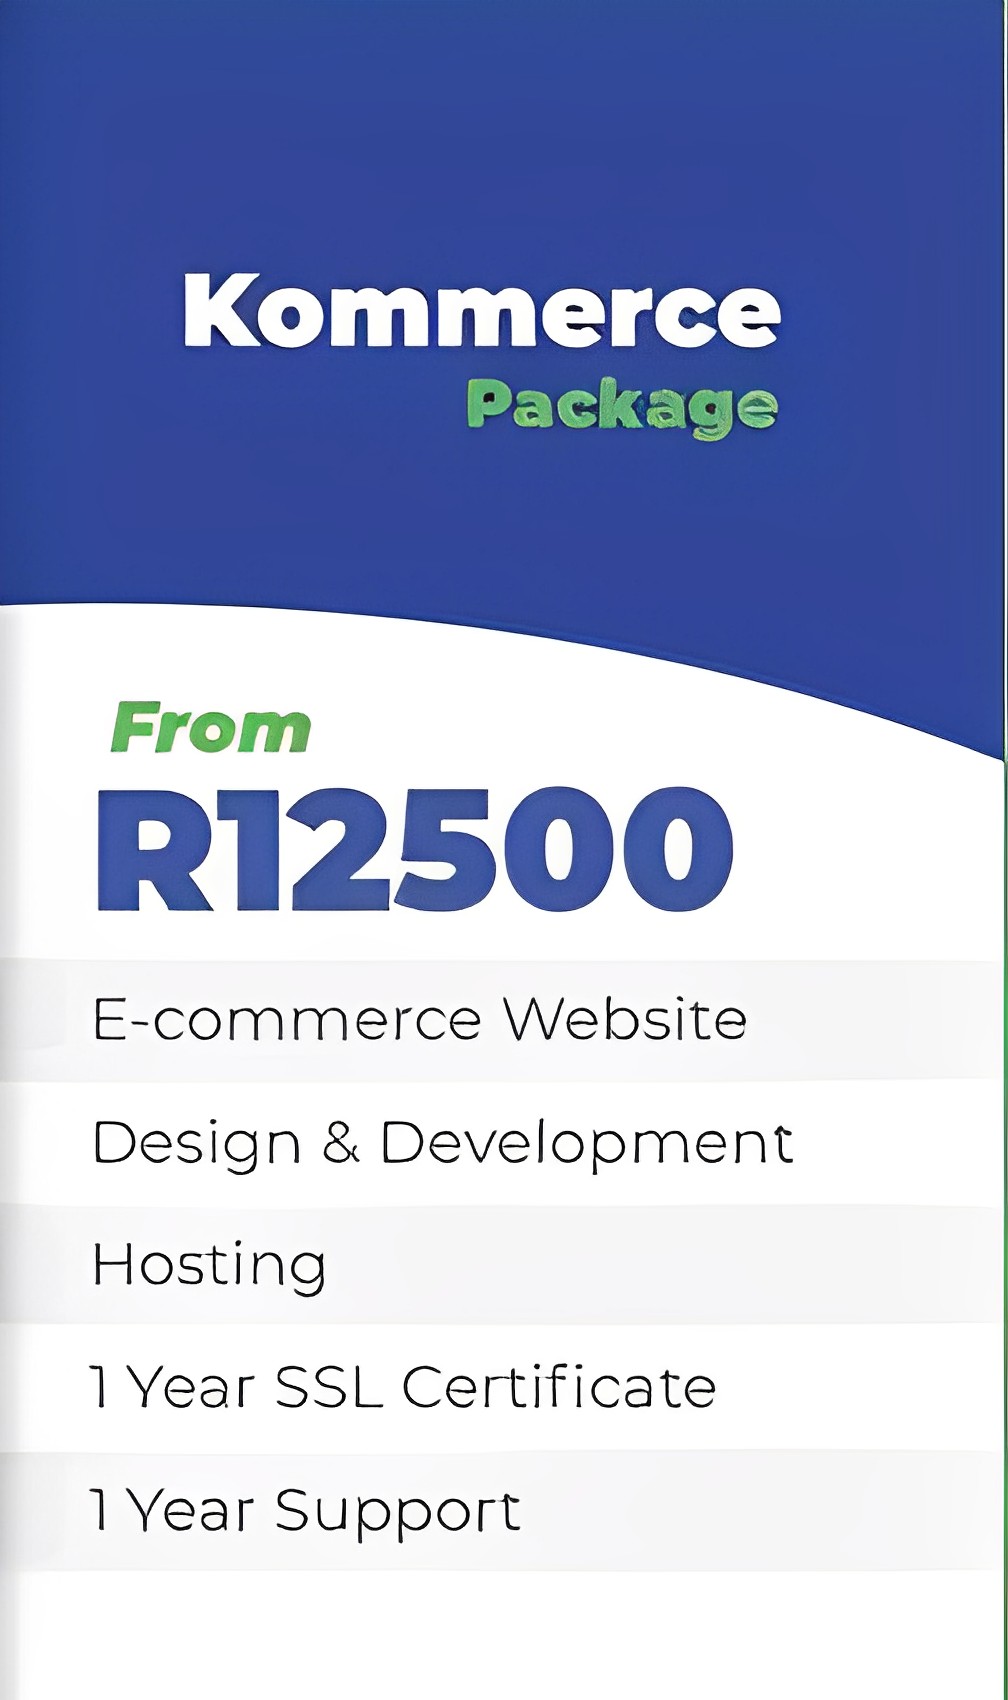 Kommerce
Package
From
R12500
E-commerce Website
Design & Development
Hosting
1 Year SSL Certificate
1 Year Support